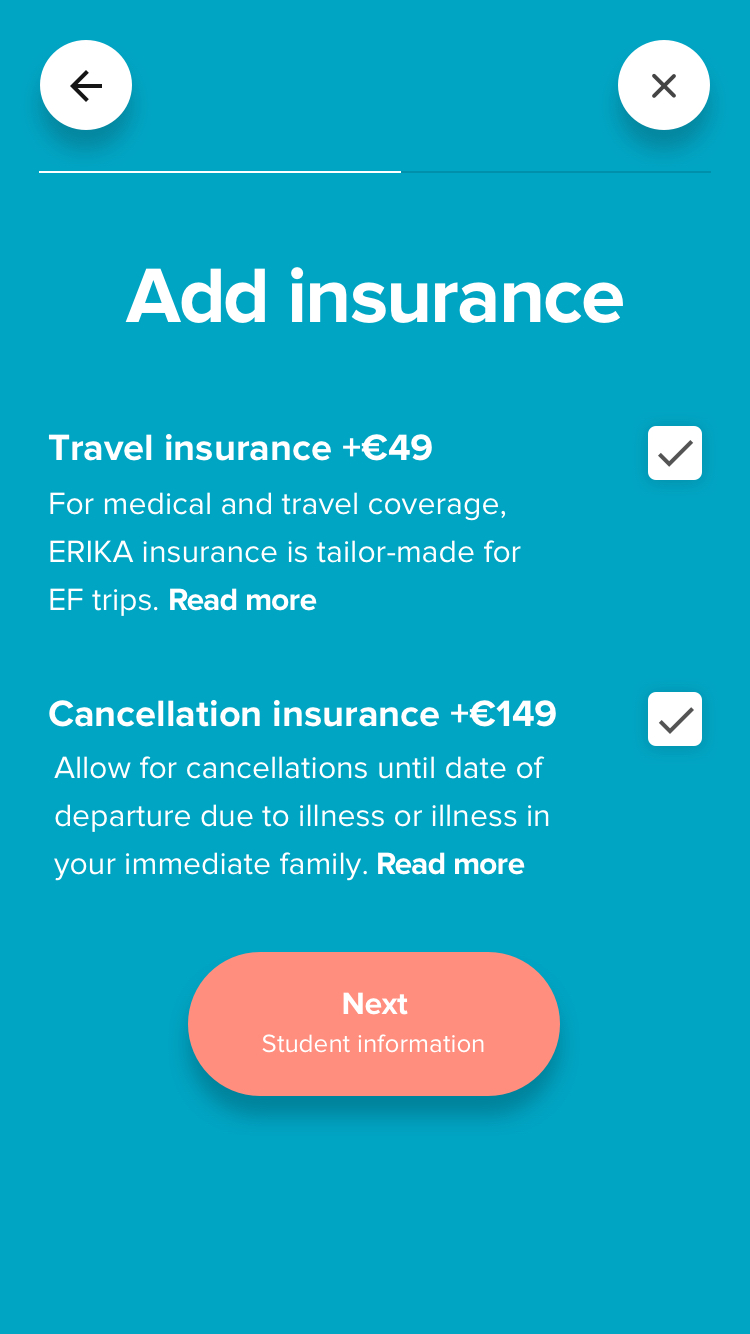 Add insurance
Travel insurance +€49
For medical and travel coverage,
ERIKA insurance is tailor-made for
EF trips. Read more
Cancellation insurance +€149
Allow for cancellations until date of
departure due to illness or illness in
your immediate family. Read more
Next
Student information